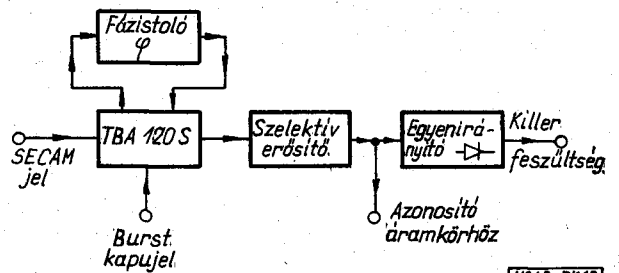 Fázistoló
φ
TBA 120 S
Szelektív
erősítő.
Egyenirá-
nyító
Killer
feszültség
SECAM
jel
Burst
kapujel
Azonosító
áramkörhöz